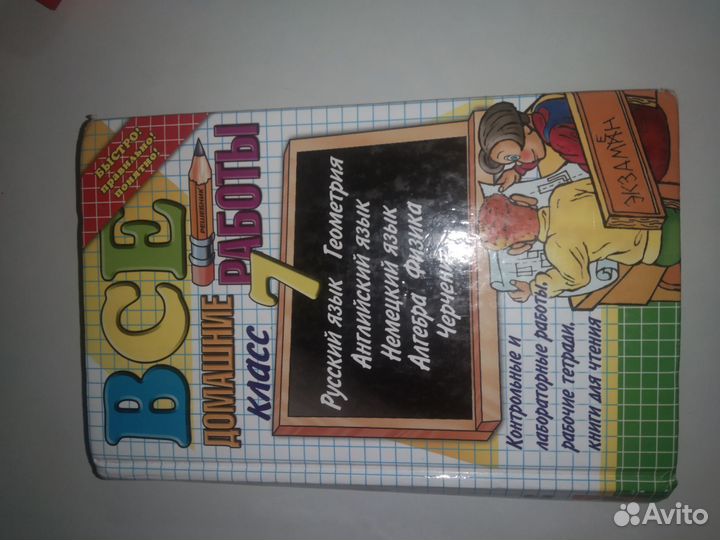 БЫСТРО!
ПРАВИЛЬНО!
ПОНЯТНО!
ВСЕ
РЕШЕБНИК
ДОМАШНИЕ
РАБОТЫ
КЛАСС 7
Русский язык Геометрия
Английский язык
Немецкий язык
Алгебра Физика
Черчение
ЭКЗАМЕН
Контрольные и
лабораторные работы,
рабочие тетради,
книги для чтения
Avito